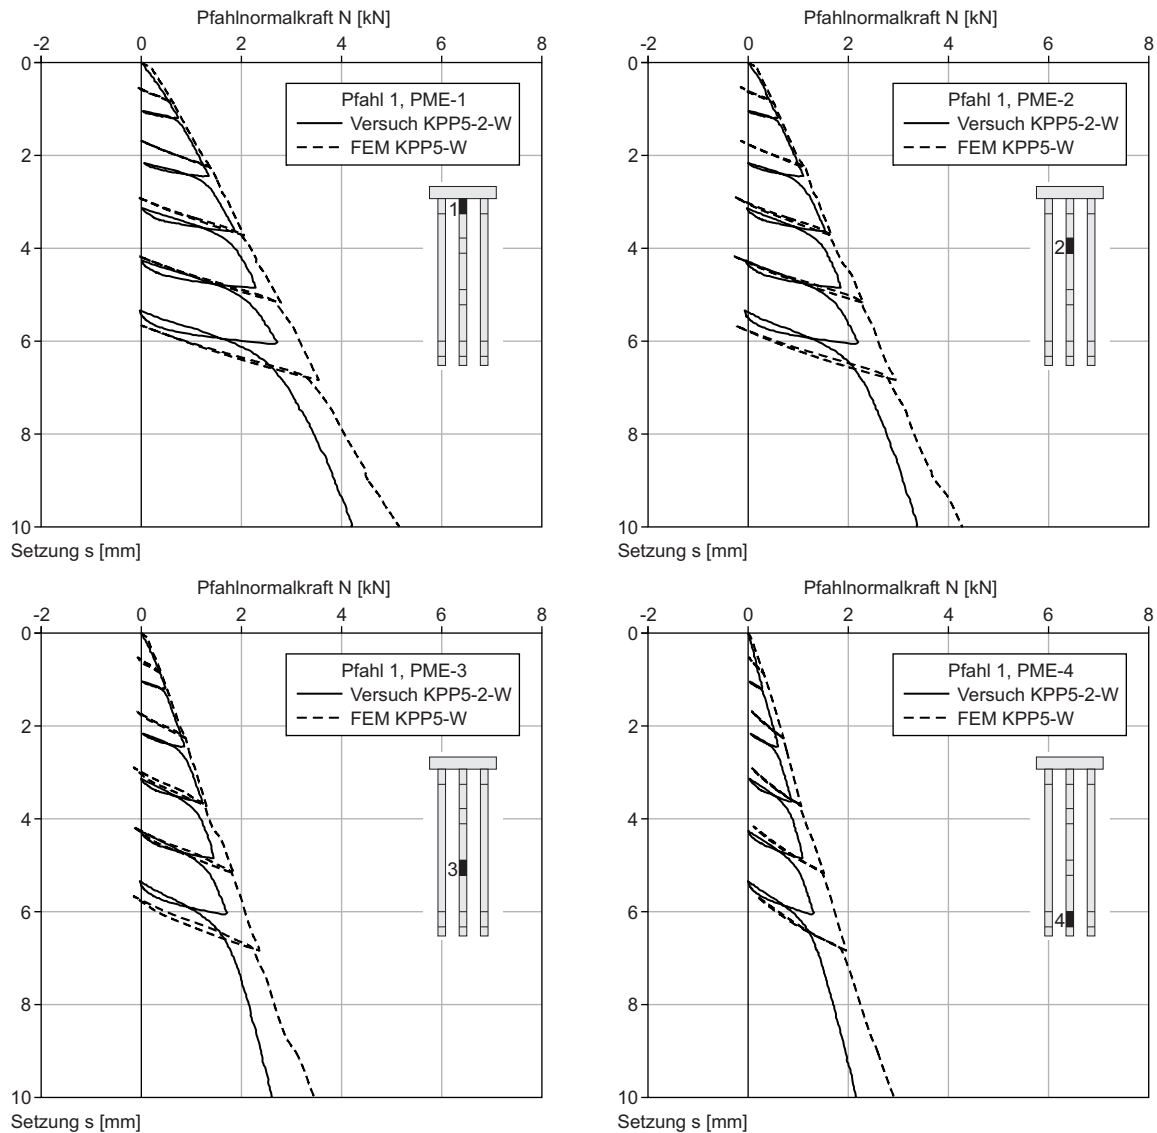 Pfahlnormalkraft N [kN]
-2 0 2 4 6 8
0
2
4
6
8
10
Pfahl 1, PME-1
Versuch KPP5-2-W
FEM KPP5-W
1
Setzung s [mm]
Pfahlnormalkraft N [kN]
-2 0 2 4 6 8
0
2
4
6
8
10
Pfahl 1, PME-2
Versuch KPP5-2-W
FEM KPP5-W
2
Setzung s [mm]
Pfahlnormalkraft N [kN]
-2 0 2 4 6 8
0
2
4
6
8
10
Pfahl 1, PME-3
Versuch KPP5-2-W
FEM KPP5-W
3
Setzung s [mm]
Pfahlnormalkraft N [kN]
-2 0 2 4 6 8
0
2
4
6
8
10
Pfahl 1, PME-4
Versuch KPP5-2-W
FEM KPP5-W
4
Setzung s [mm]